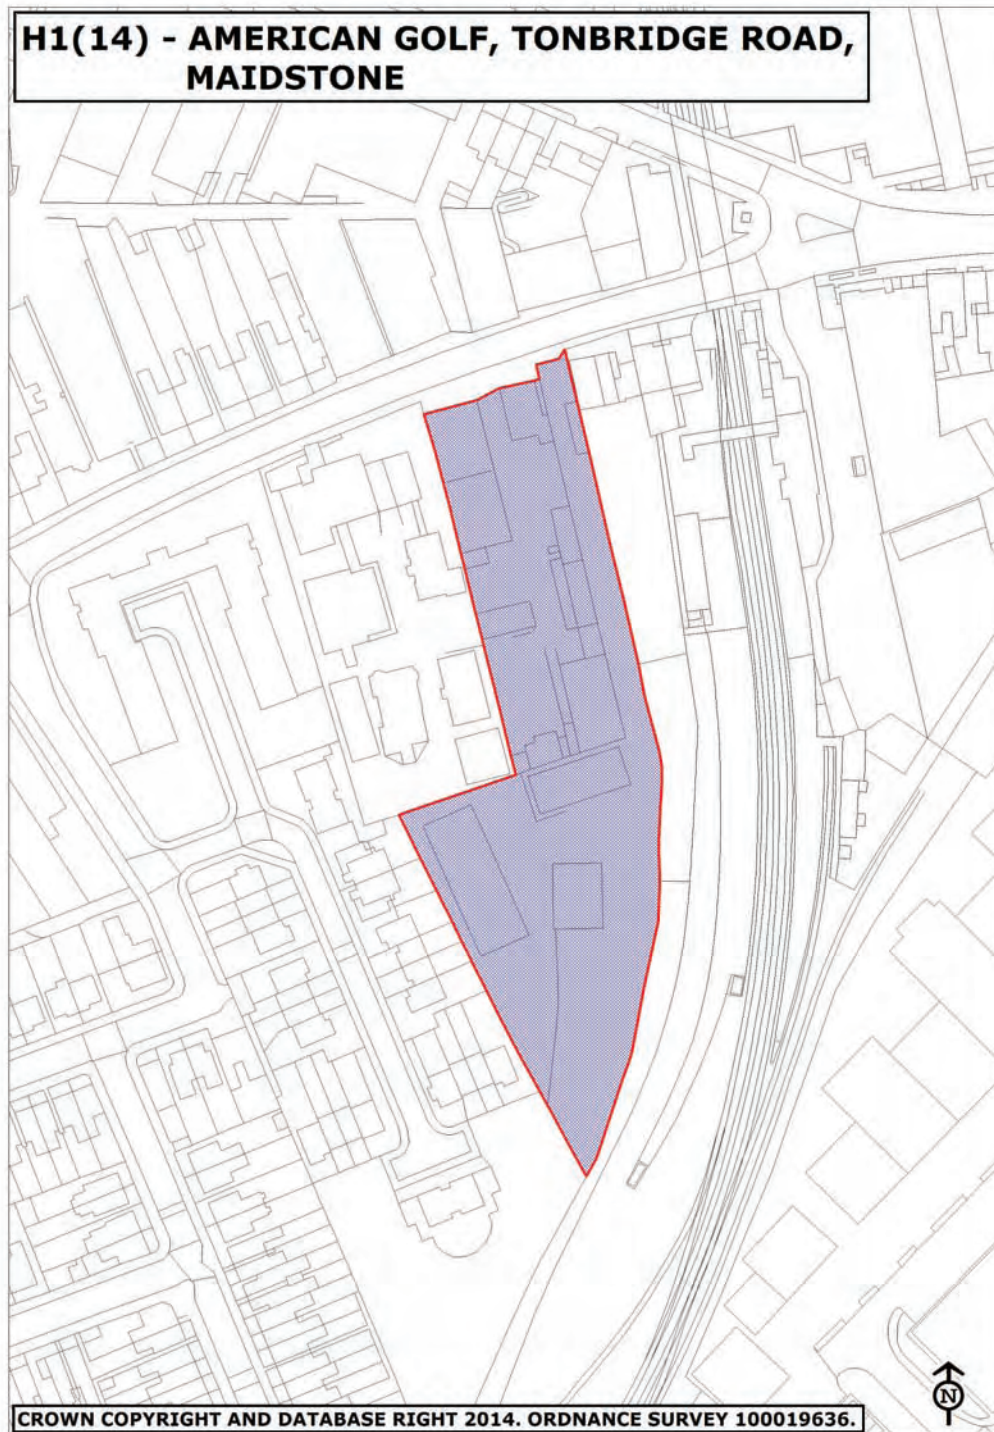 H1(14) - AMERICAN GOLF, TONBRIDGE ROAD,
MAIDSTONE
N
CROWN COPYRIGHT AND DATABASE RIGHT 2014. ORDNANCE SURVEY 100019636.